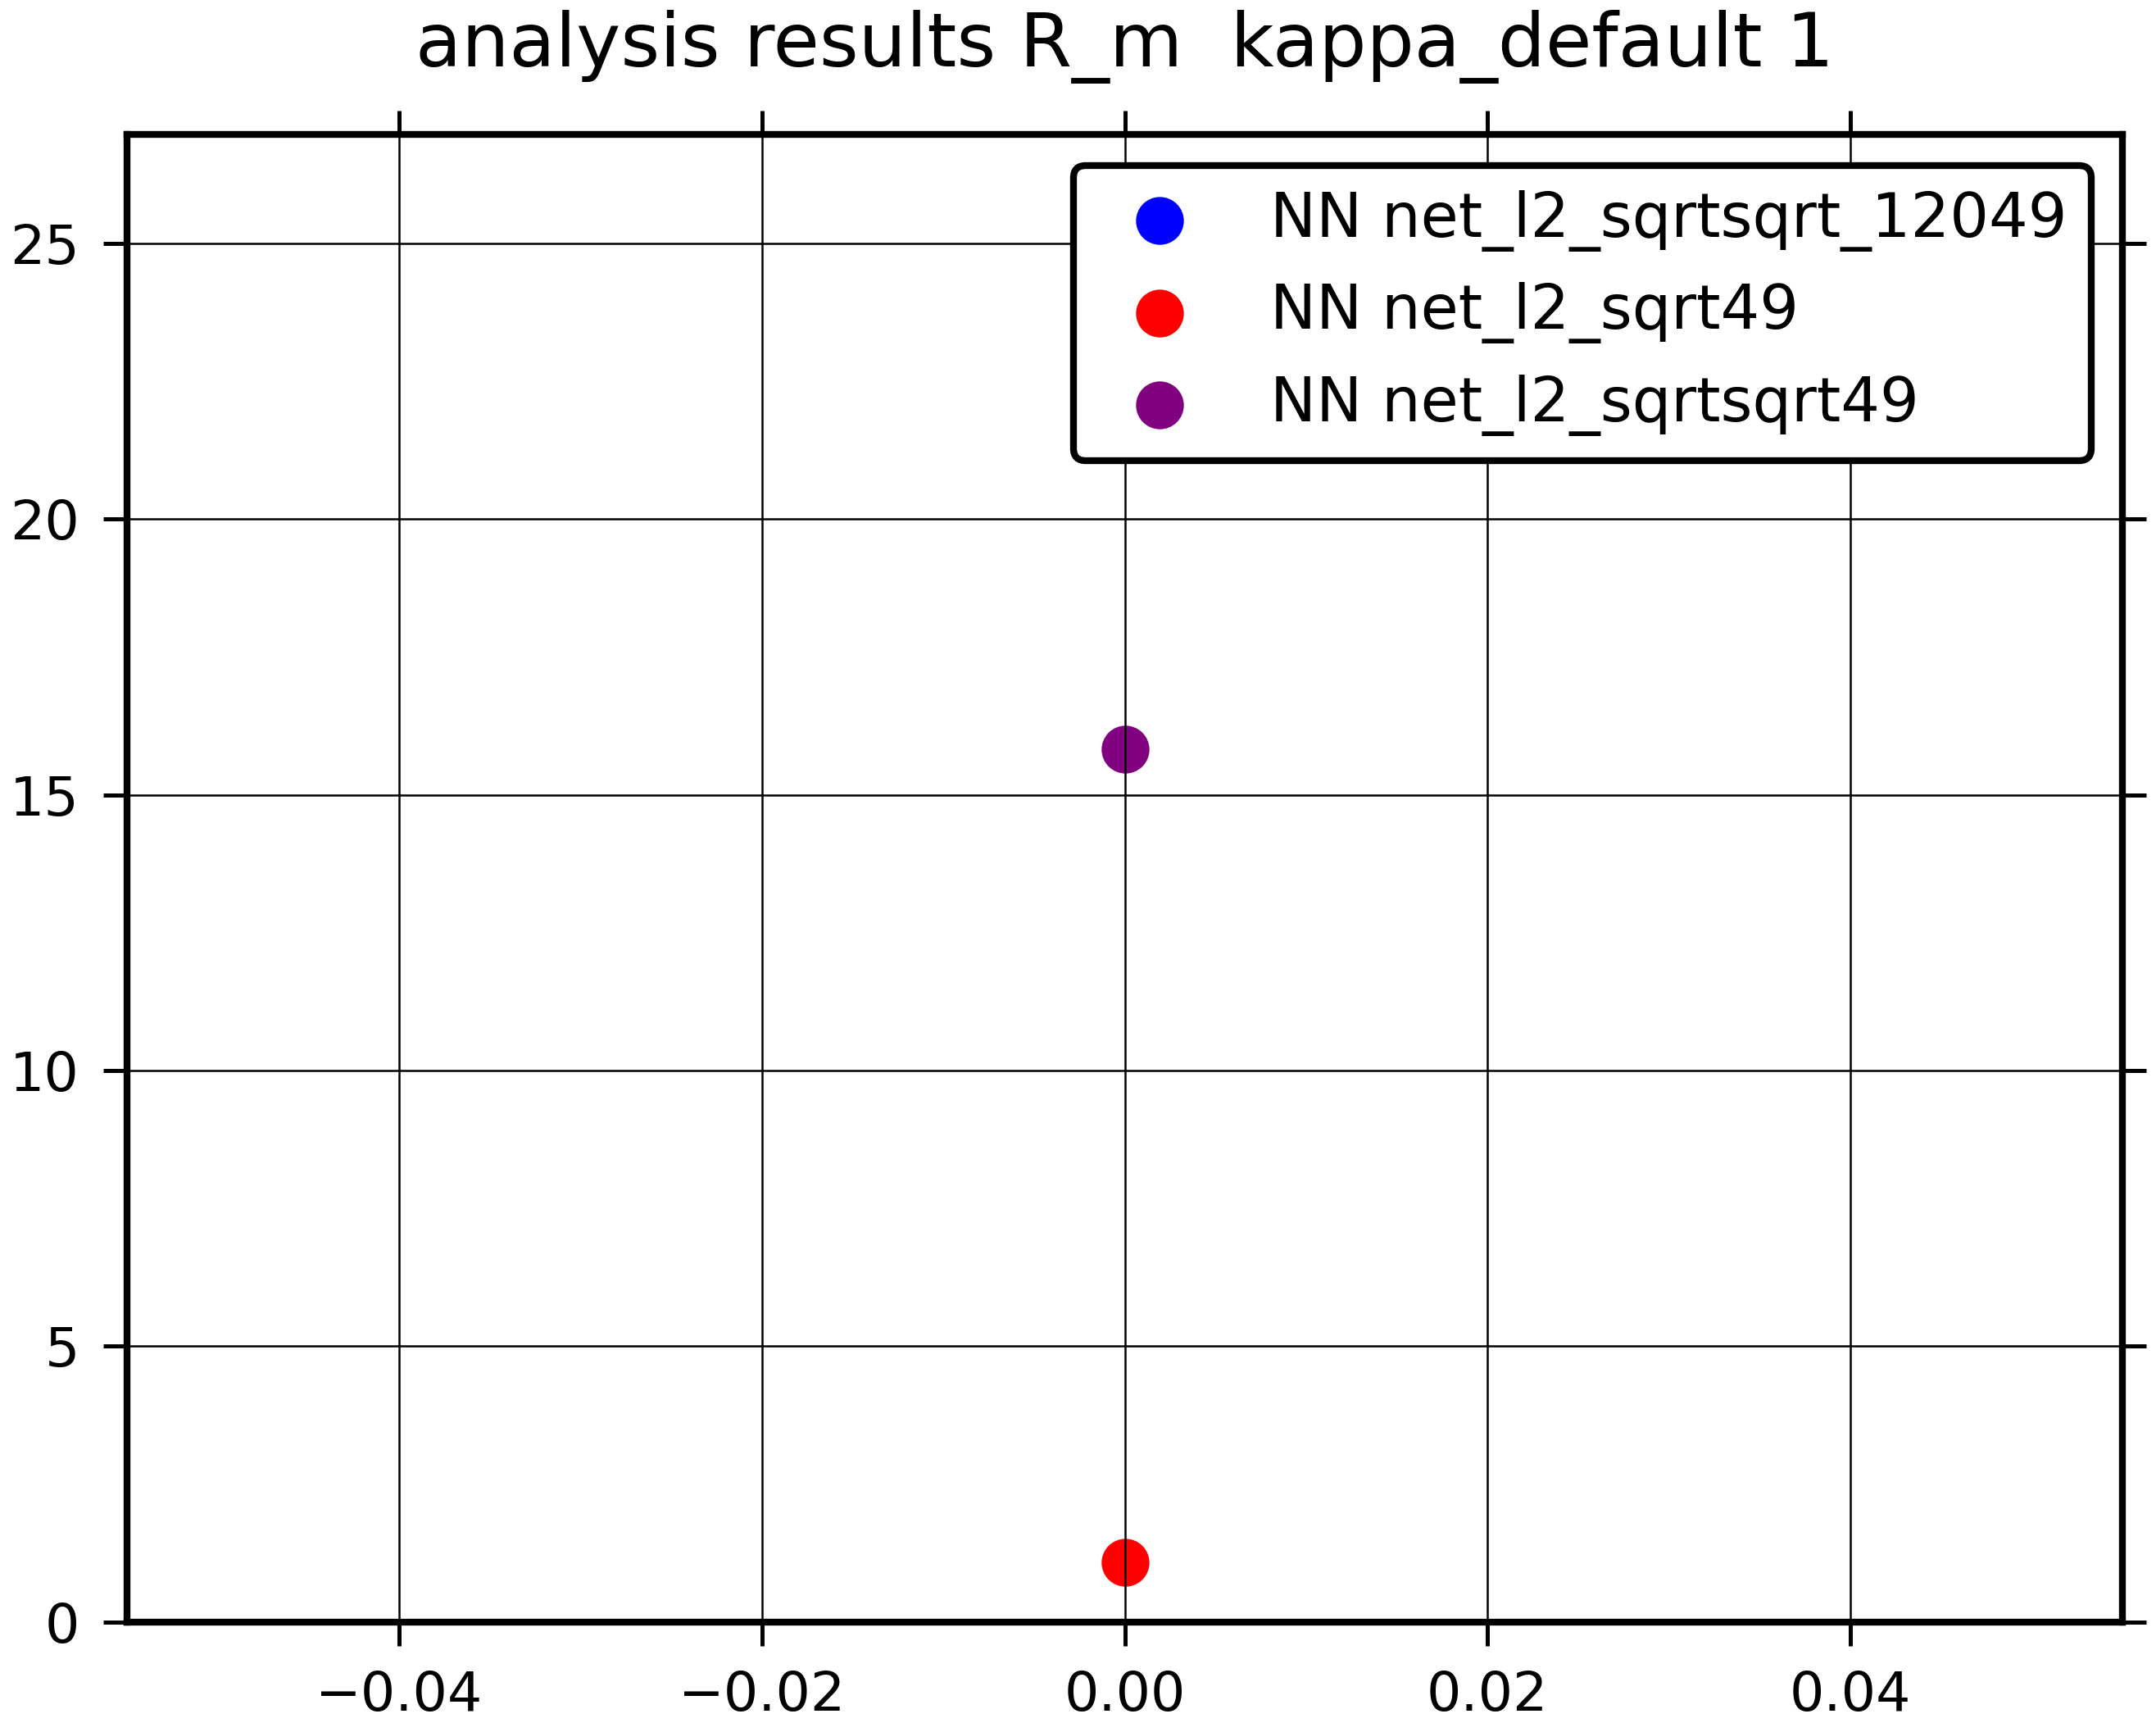 analysis results R_m  kappa_default 1
NN net_l2_sqrtsqrt_12049
NN net_l2_sqrt49
NN net_l2_sqrtsqrt49
25
20
15
10
5
0
−0.04 −0.02 0.00 0.02 0.04